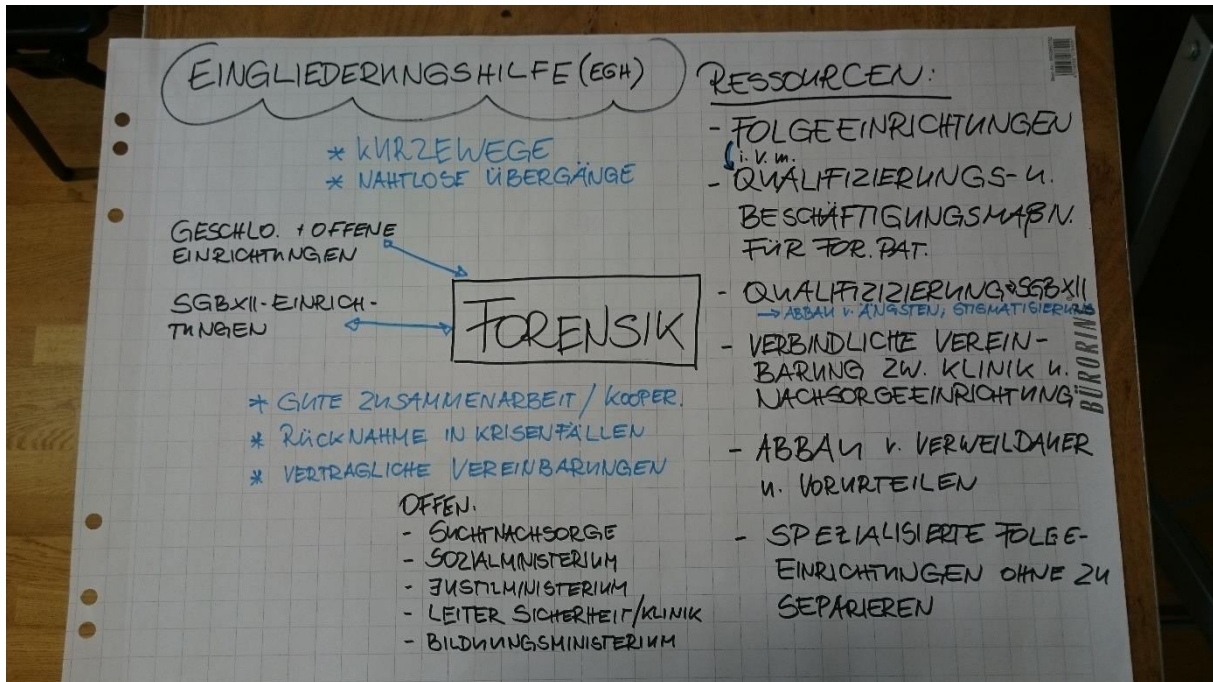 EINGLIEDERUNGSHILFE (EGH)
* KURZE WEGE
* NAHTLOSE ÜBERGÄNGE
GESCHLO. + OFFENE
EINRICHTUNGEN
SGBXII-EINRICH-
TUNGEN
FORENSIK
* GUTE ZUSAMMENARBEIT / KOOPER.
* RÜCKNAHME IN KRISENFÄLLEN
* VERTRAGLICHE VEREINBARUNGEN
OFFEN:
- SUCHTNACHSORGE
- SOZIALMINISTERIUM
- JUSTIZMINISTERIUM
- LEITER SICHERHEIT/KLINIK
- BILDUNGSMINISTERIUM
RESSOURCEN:
- FOLGEEINRICHTUNGEN
i. V. m.
- QUALIFIZIERUNGS- U.
BESCHÄFTIGUNGSMAẞN.
FÜR FOR. PAT.
- QUALIFIZIZIERUNG SGBXII
→ ABBAU v. ÄNGSTEN, STIGMATISIERUNG
- VERBINDLICHE VEREIN-
BARUNG ZW. KLINIK U.
NACHSORGEEINRICHTUNG
- ABBAU v. VERWEILDAUER
U. VORURTEILEN
- SPEZIALISIERTE FOLGE-
EINRICHTUNGEN OHNE ZU
SEPARIEREN
BÜRORING